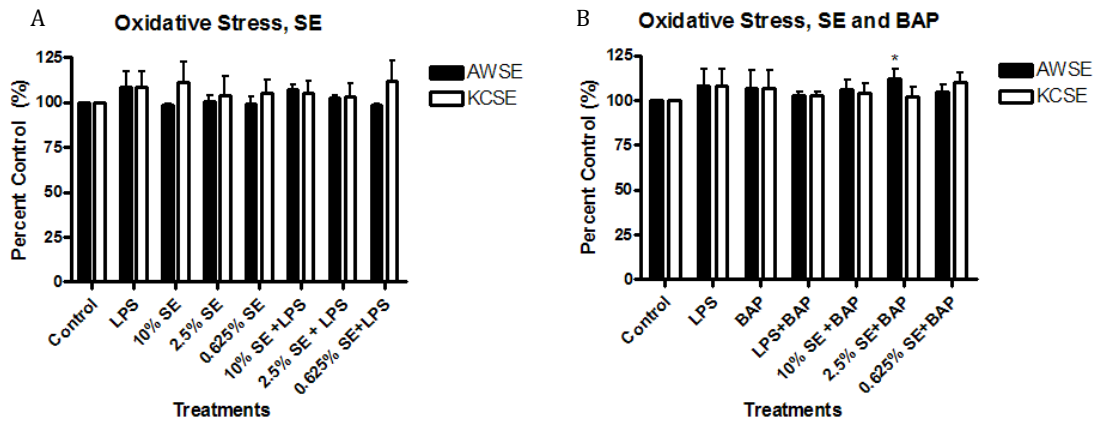 A
Oxidative Stress, SE
Percent Control (%)
125
100
75
50
25
0
AWSE
KCSE
Control
LPS
10% SE
2.5% SE
0.625% SE
10% SE +LPS
2.5% SE + LPS
0.625% SE+LPS
Treatments
B
Oxidative Stress, SE and BAP
Percent Control (%)
125
100
75
50
25
0
*
AWSE
KCSE
Control
LPS
BAP
LPS+BAP
10% SE +BAP
2.5% SE+BAP
0.625% SE+BAP
Treatments